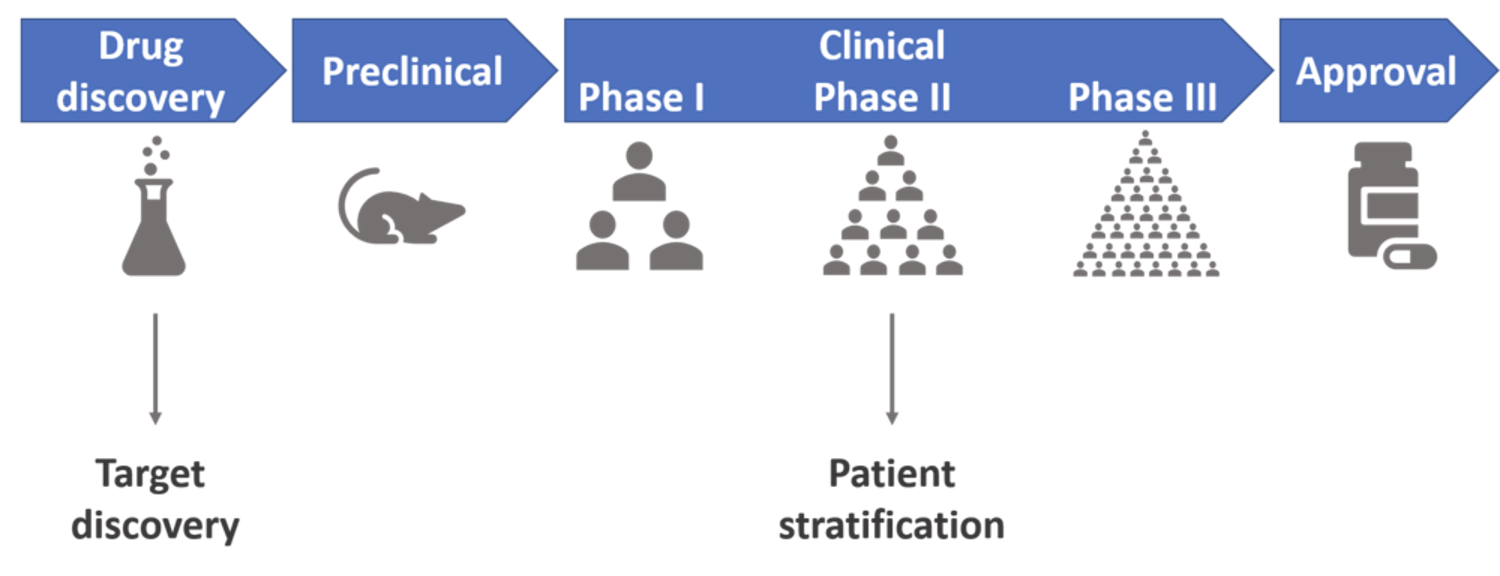 Drug
discovery
Preclinical
Clinical
Phase I
Phase II
Phase III
Approval
Target
discovery
Patient
stratification